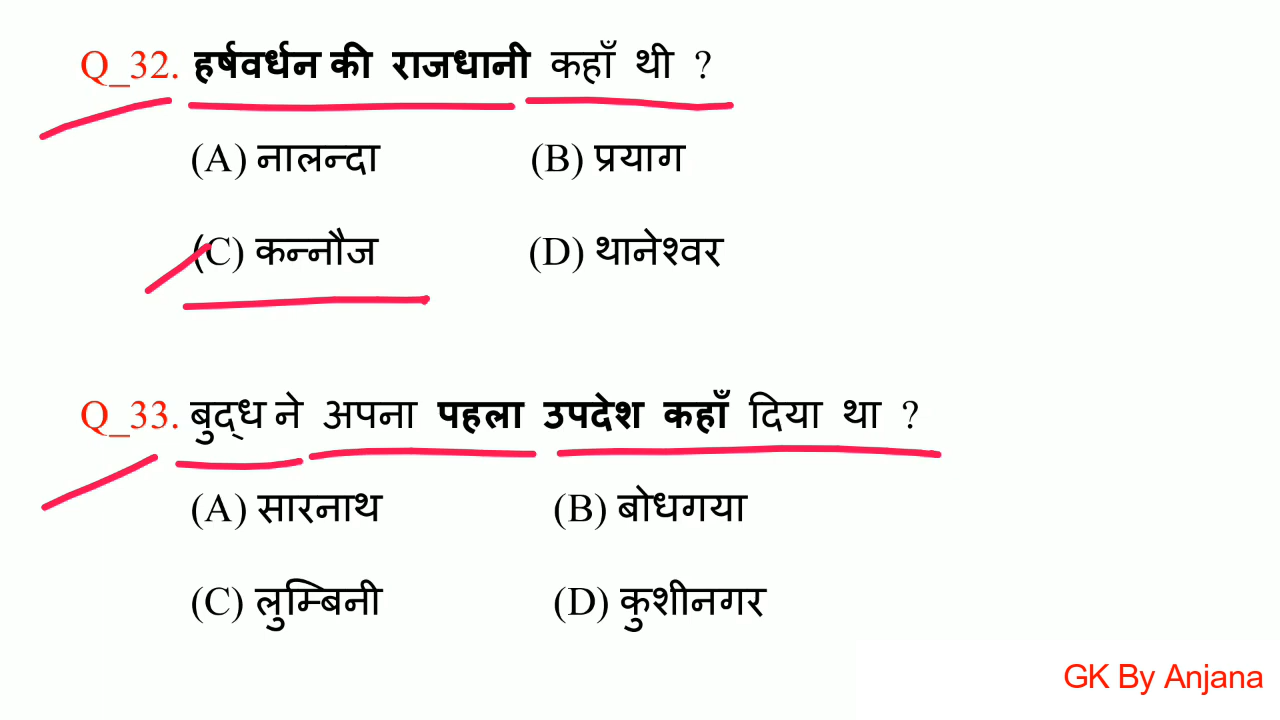 Q_32. हर्षवर्धन की राजधानी कहाँ थी ?
(A) नालन्दा (B) प्रयाग
(C) कन्नौज (D) थानेश्वर
Q_33. बुद्ध ने अपना पहला उपदेश कहाँ दिया था ?
(A) सारनाथ (B) बोधगया
(C) लुम्बिनी (D) कुशीनगर
GK By Anjana